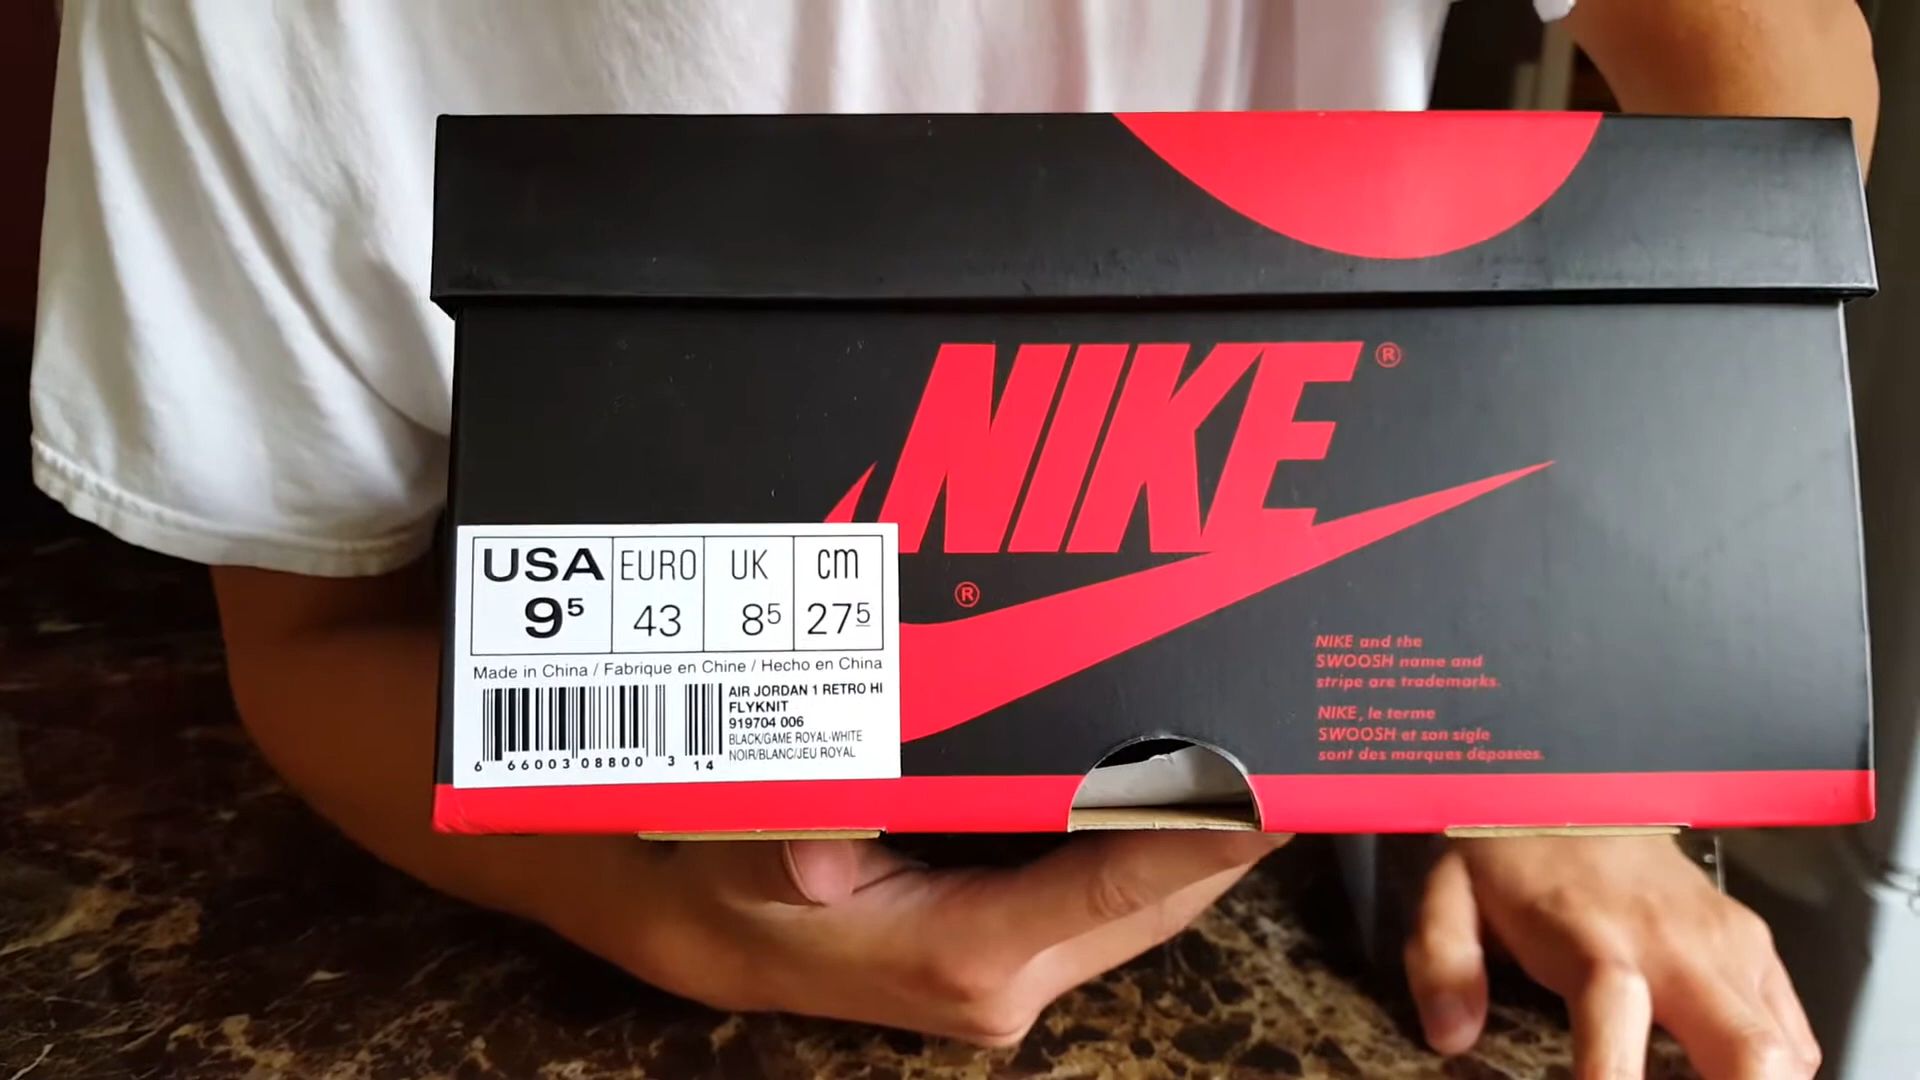 NIKE®
®
USA EURO UK cm
9⁵ 43 8⁵ 27⁵
Made in China / Fabrique en Chine / Hecho en China
AIR JORDAN 1 RETRO HI
FLYKNIT
919704 006
BLACK/GAME ROYAL-WHITE
NOIR/BLANC/JEU ROYAL
6 66003 08800 3 14
NIKE and the
SWOOSH name and
stripe are trademarks.
NIKE, le terme
SWOOSH et son sigle
sont des marques déposées.